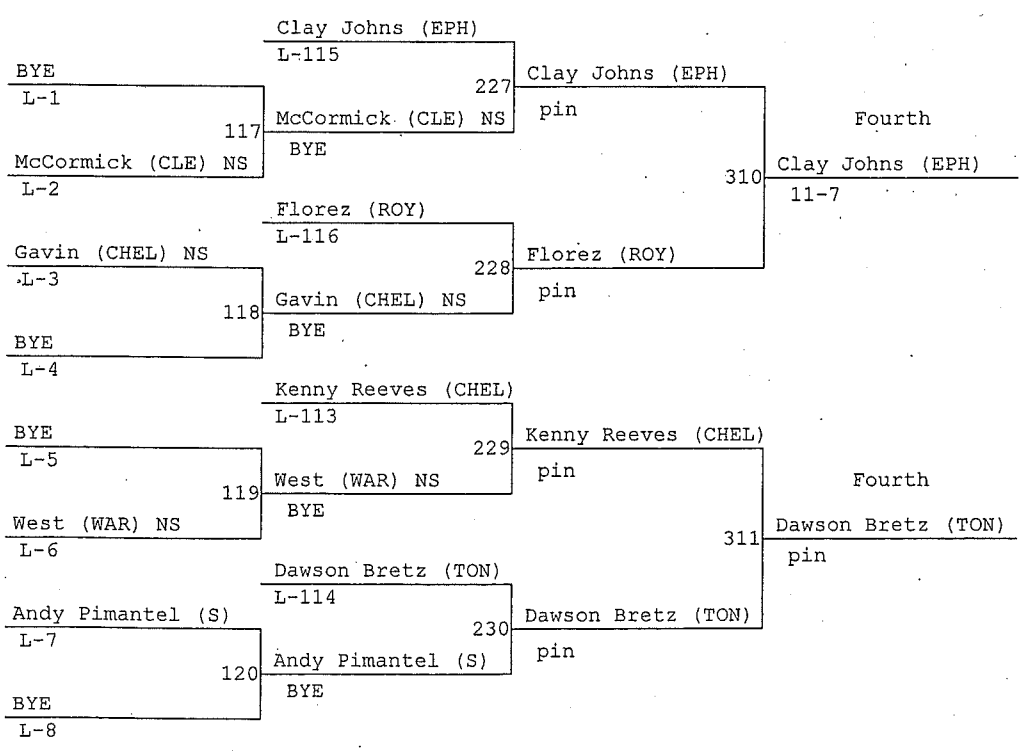 Clay Johns (EPH)
L-115
BYE
L-1
227
Clay Johns (EPH)
pin
117
McCormick (CLE) NS
BYE
Fourth
McCormick (CLE) NS
L-2
310
Clay Johns (EPH)
11-7
Florez (ROY)
L-116
Gavin (CHEL) NS
L-3
228
Florez (ROY)
pin
118
Gavin (CHEL) NS
BYE
BYE
L-4
Kenny Reeves (CHEL)
L-113
BYE
L-5
229
Kenny Reeves (CHEL)
pin
119
West (WAR) NS
BYE
Fourth
West (WAR) NS
L-6
311
Dawson Bretz (TON)
pin
Dawson Bretz (TON)
L-114
Andy Pimantel (S)
L-7
230
Dawson Bretz (TON)
pin
120
Andy Pimantel (S)
BYE
BYE
L-8